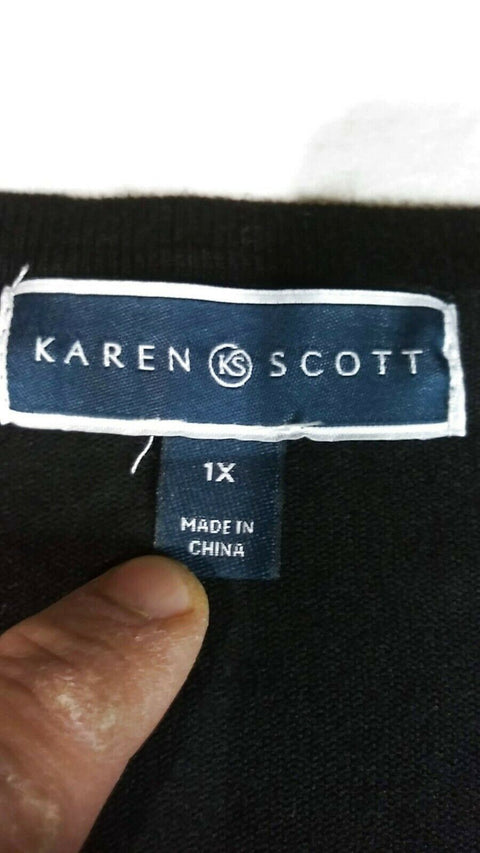 KAREN KS SCOTT
1X
MADE IN
CHINA